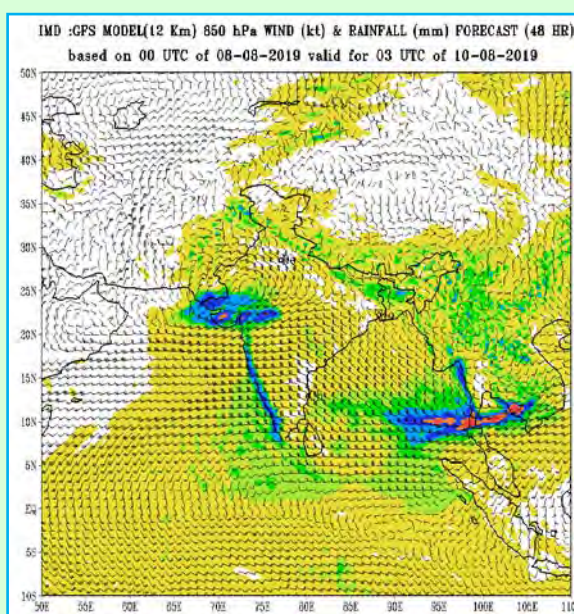 IMD :GFS MODEL(12 Km) 850 hPa WIND (kt) & RAINFALL (mm) FORECAST (48 HR)
based on 00 UTC of 08-08-2019 valid for 03 UTC of 10-08-2019
50N
45N
40N
35N
30N
25N
20N
15N
10N
5N
EQ
5S
10S
50E 55E 60E 65E 70E 75E 80E 85E 90E 95E 100E 105E 110E